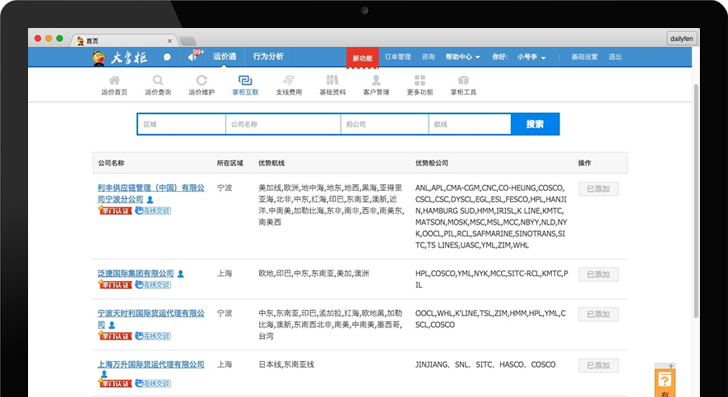 首页
dailyfen
大掌柜
99+
运价通
行为分析
新功能
订单管理
咨询
帮助中心
你好:
小号李
基础设置
退出
运价首页
运价查询
运价维护
掌柜互联
支线费用
基础资料
客户管理
更多功能
掌柜工具
区域
公司名称
船公司
航线
搜索
公司名称
所在区域
优势航线
优势船公司
操作
利丰供应链管理（中国）有限公
司宁波分公司
掌门认证
在线交谈
宁波
美加线,欧洲,地中海,地东,地西,黑海,亚得里
亚海,北非,中东,红海,印巴,东南亚,澳新,近
洋,中南美,加勒比海,东非,南非,西非,南美东,
南美西
ANL,APL,CMA-CGM,CNC,CO-HEUNG,COSCO,
CSCL,CSC,DYSCL,EGL,ESL,FESCO,HPL,HANJI
N,HAMBURG SUD,HMM,IRISL,K LINE,KMTC,
MATSON,MOSK,MSC,MSL,MCC,NBYY,NLD,NY
K,OOCL,PIL,RCL,SAFMARINE,SINOTRANS,SI
TC,TS LINES,UASC,YML,ZIM,WHL
已添加
泛捷国际集团有限公司
掌门认证
在线交谈
上海
欧地,印巴,中东,东南亚,美加,澳洲
HPL,COSCO,YML,NYK,MCC,SITC-RCL,KMTC,P
IL
已添加
宁波天时利国际货运代理有限公
司
掌门认证
在线交谈
宁波
中东,东南亚,印巴,孟加拉,红海,欧地黑,加勒
比海,澳新,东南西北非,南美,中南美,墨西哥,
台湾
OOCL,WHL,K'LINE,TSL,ZIM,HMM,HPL,YML,C
SCL,COSCO
已添加
上海万升国际货运代理有限公司
掌门认证
在线交谈
上海
日本线,东南亚线
JINJIANG、SNL、SITC、HASCO、COSCO
已添加
有